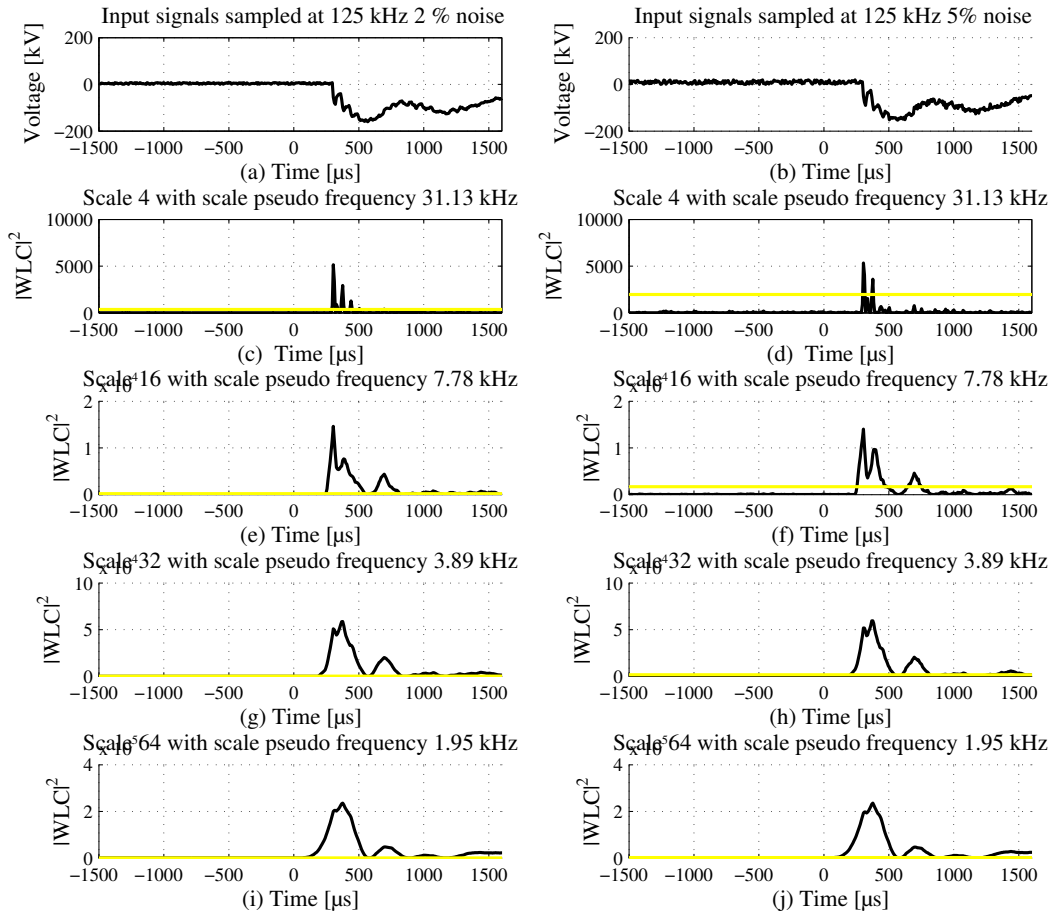 Input signals sampled at 125 kHz 2 % noise
200
0
−200
Voltage [kV]
−1500 −1000 −500 0 500 1000 1500
(a) Time [µs]
Input signals sampled at 125 kHz 5% noise
200
0
−200
Voltage [kV]
−1500 −1000 −500 0 500 1000 1500
(b) Time [µs]
Scale 4 with scale pseudo frequency 31.13 kHz
10000
5000
0
|WLC|²
−1500 −1000 −500 0 500 1000 1500
(c) Time [µs]
Scale 4 with scale pseudo frequency 31.13 kHz
10000
5000
0
|WLC|²
−1500 −1000 −500 0 500 1000 1500
(d) Time [µs]
Scale 16 with scale pseudo frequency 7.78 kHz
x 10⁴
2
1
0
|WLC|²
−1500 −1000 −500 0 500 1000 1500
(e) Time [µs]
Scale 16 with scale pseudo frequency 7.78 kHz
x 10⁴
2
1
0
|WLC|²
−1500 −1000 −500 0 500 1000 1500
(f) Time [µs]
Scale 32 with scale pseudo frequency 3.89 kHz
x 10⁴
10
5
0
|WLC|²
−1500 −1000 −500 0 500 1000 1500
(g) Time [µs]
Scale 32 with scale pseudo frequency 3.89 kHz
x 10⁴
10
5
0
|WLC|²
−1500 −1000 −500 0 500 1000 1500
(h) Time [µs]
Scale 64 with scale pseudo frequency 1.95 kHz
x 10⁵
4
2
0
|WLC|²
−1500 −1000 −500 0 500 1000 1500
(i) Time [µs]
Scale 64 with scale pseudo frequency 1.95 kHz
x 10⁵
4
2
0
|WLC|²
−1500 −1000 −500 0 500 1000 1500
(j) Time [µs]